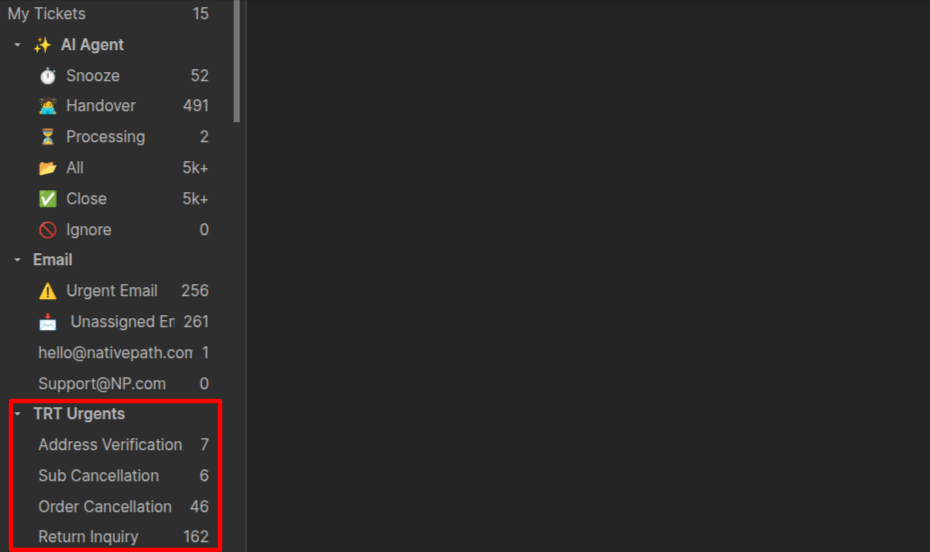 My Tickets 15
AI Agent
Snooze 52
Handover 491
Processing 2
All 5k+
Close 5k+
Ignore 0
Email
Urgent Email 256
Unassigned Em 261
hello@nativepath.com 1
Support@NP.com 0
TRT Urgents
Address Verification 7
Sub Cancellation 6
Order Cancellation 46
Return Inquiry 162